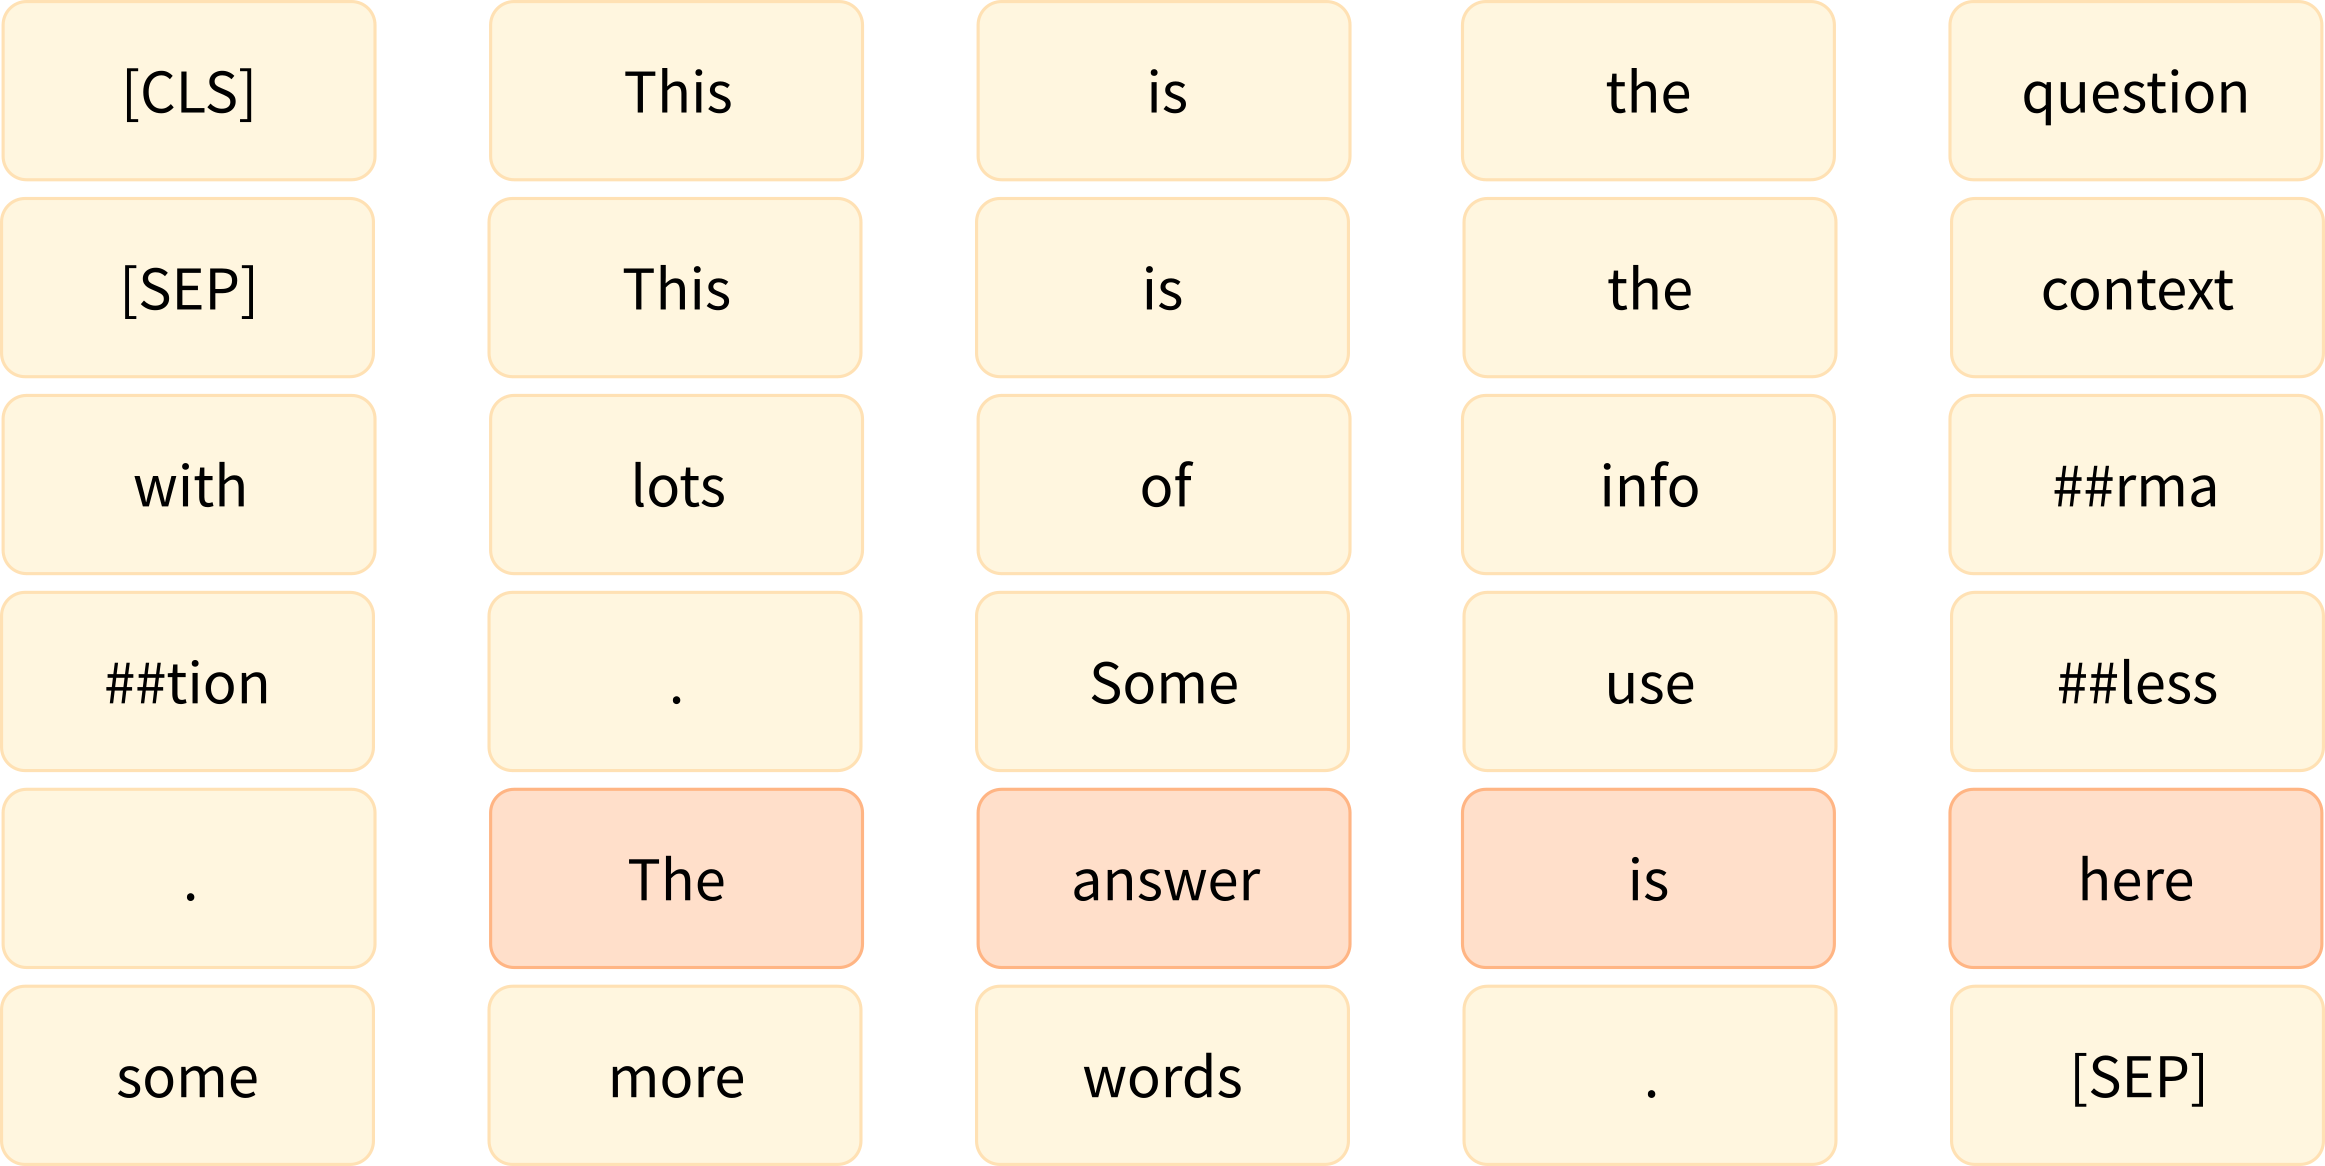 [CLS] This is the question
[SEP] This is the context
with lots of info ##rma
##tion . Some use ##less
. The answer is here
some more words . [SEP]